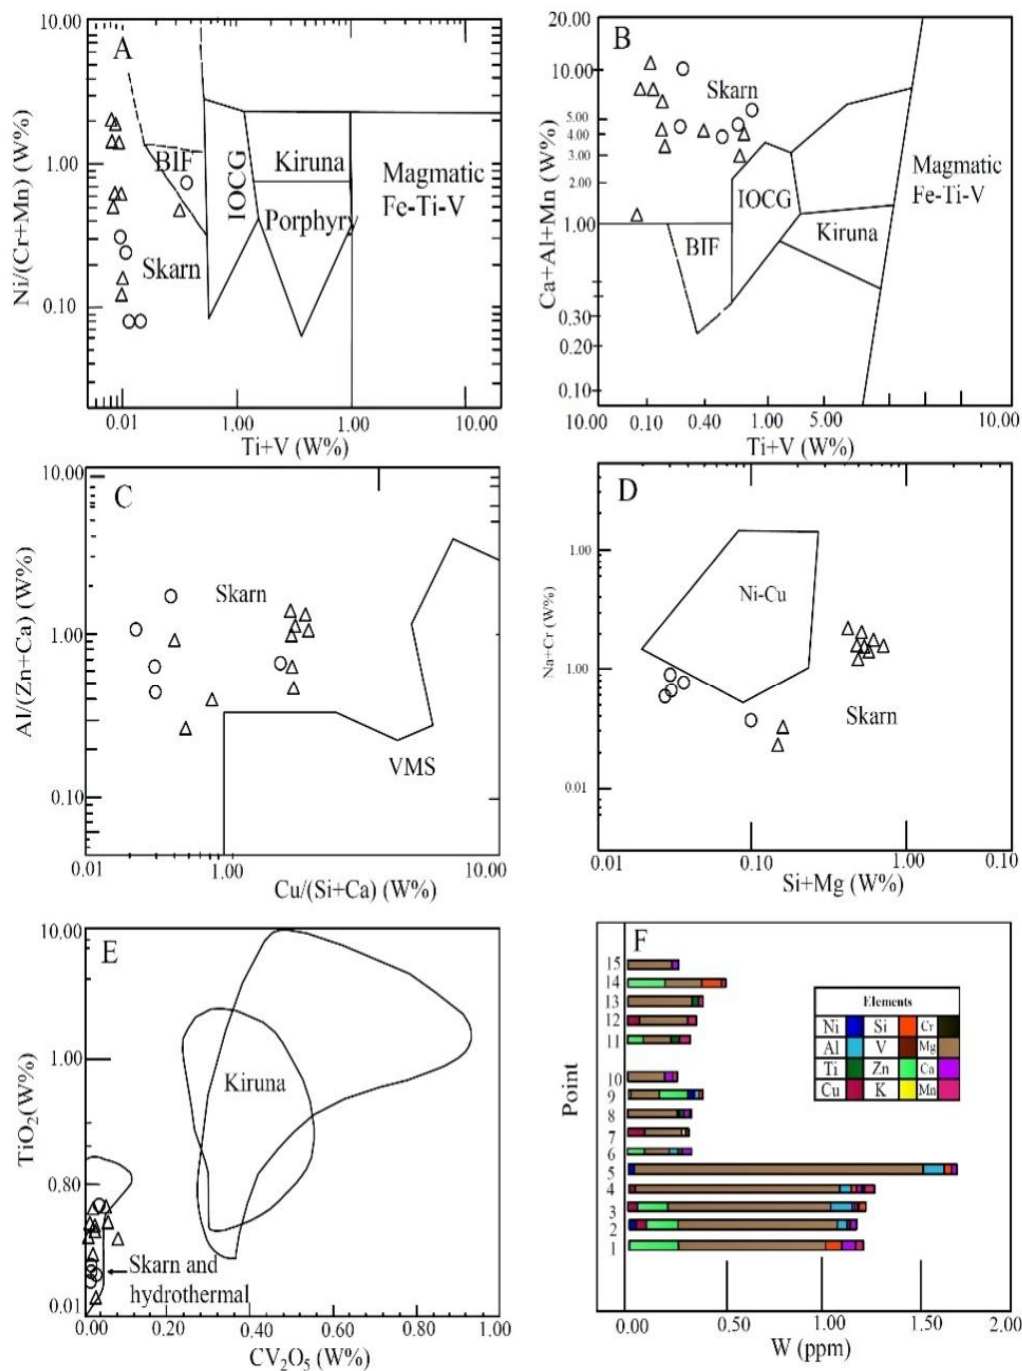 A
10.00
1.00
0.10
Ni/(Cr+Mn) (W%)
BIF
IOCG
Kiruna
Porphyry
Magmatic
Fe-Ti-V
Skarn
0.01 1.00 1.00 10.00
Ti+V (W%)
B
20.00
10.00
5.00
4.00
3.00
2.00
1.00
0.30
0.20
0.10
Ca+Al+Mn (W%)
Skarn
IOCG
BIF
Kiruna
Magmatic
Fe-Ti-V
10.00 0.10 0.40 1.00 5.00 10.00
Ti+V (W%)
C
10.00
1.00
0.10
Al/(Zn+Ca) (W%)
Skarn
VMS
0.01 1.00 10.00
Cu/(Si+Ca) (W%)
D
1.00
1.00
0.01
Na+Cr (W%)
Ni-Cu
Skarn
0.01 0.10 1.00 0.10
Si+Mg (W%)
E
10.00
1.00
0.80
0.01
TiO2(W%)
Kiruna
Skarn and
hydrothermal
0.00 0.20 0.40 0.60 0.80 1.00
CV2O5 (W%)
F
15
14
13
12
11
10
9
8
7
6
5
4
3
2
1
Point
Elements
Ni Si Cr
Al V Mg
Ti Zn Ca
Cu K Mn
0.00 0.50 1.00 1.50 2.00
W (ppm)